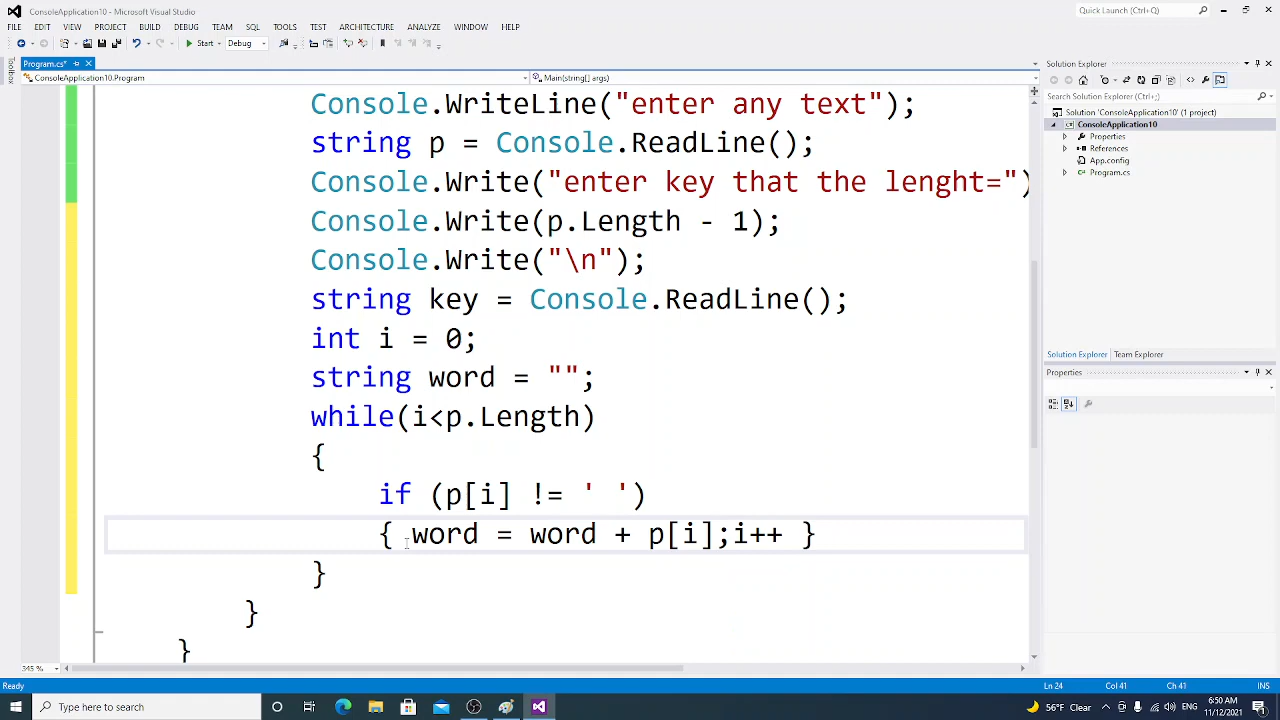 ConsoleApplication10 - Microsoft Visual Studio
Quick Launch (Ctrl+Q)
FILE EDIT VIEW PROJECT BUILD DEBUG TEAM SQL TOOLS TEST ARCHITECTURE ANALYZE WINDOW HELP
Start Debug
Toolbox
Program.cs*
ConsoleApplication10.Program
Main(string[] args)
Console.WriteLine("enter any text");
string p = Console.ReadLine();
Console.Write("enter key that the lenght=")
Console.Write(p.Length - 1);
Console.Write("\n");
string key = Console.ReadLine();
int i = 0;
string word = "";
while(i<p.Length)
{
if (p[i] != ' ')
{ word = word + p[i];i++ }
}
}
}
345 %
Solution Explorer
Search Solution Explorer (Ctrl+;)
Solution 'ConsoleApplication10' (1 project)
ConsoleApplication10
Properties
References
App.config
Program.cs
Solution Explorer Team Explorer
Properties
Ready
Ln 24 Col 41 Ch 41 INS
Type here to search
56°F Clear
ENG
6:50 AM
11/12/2021